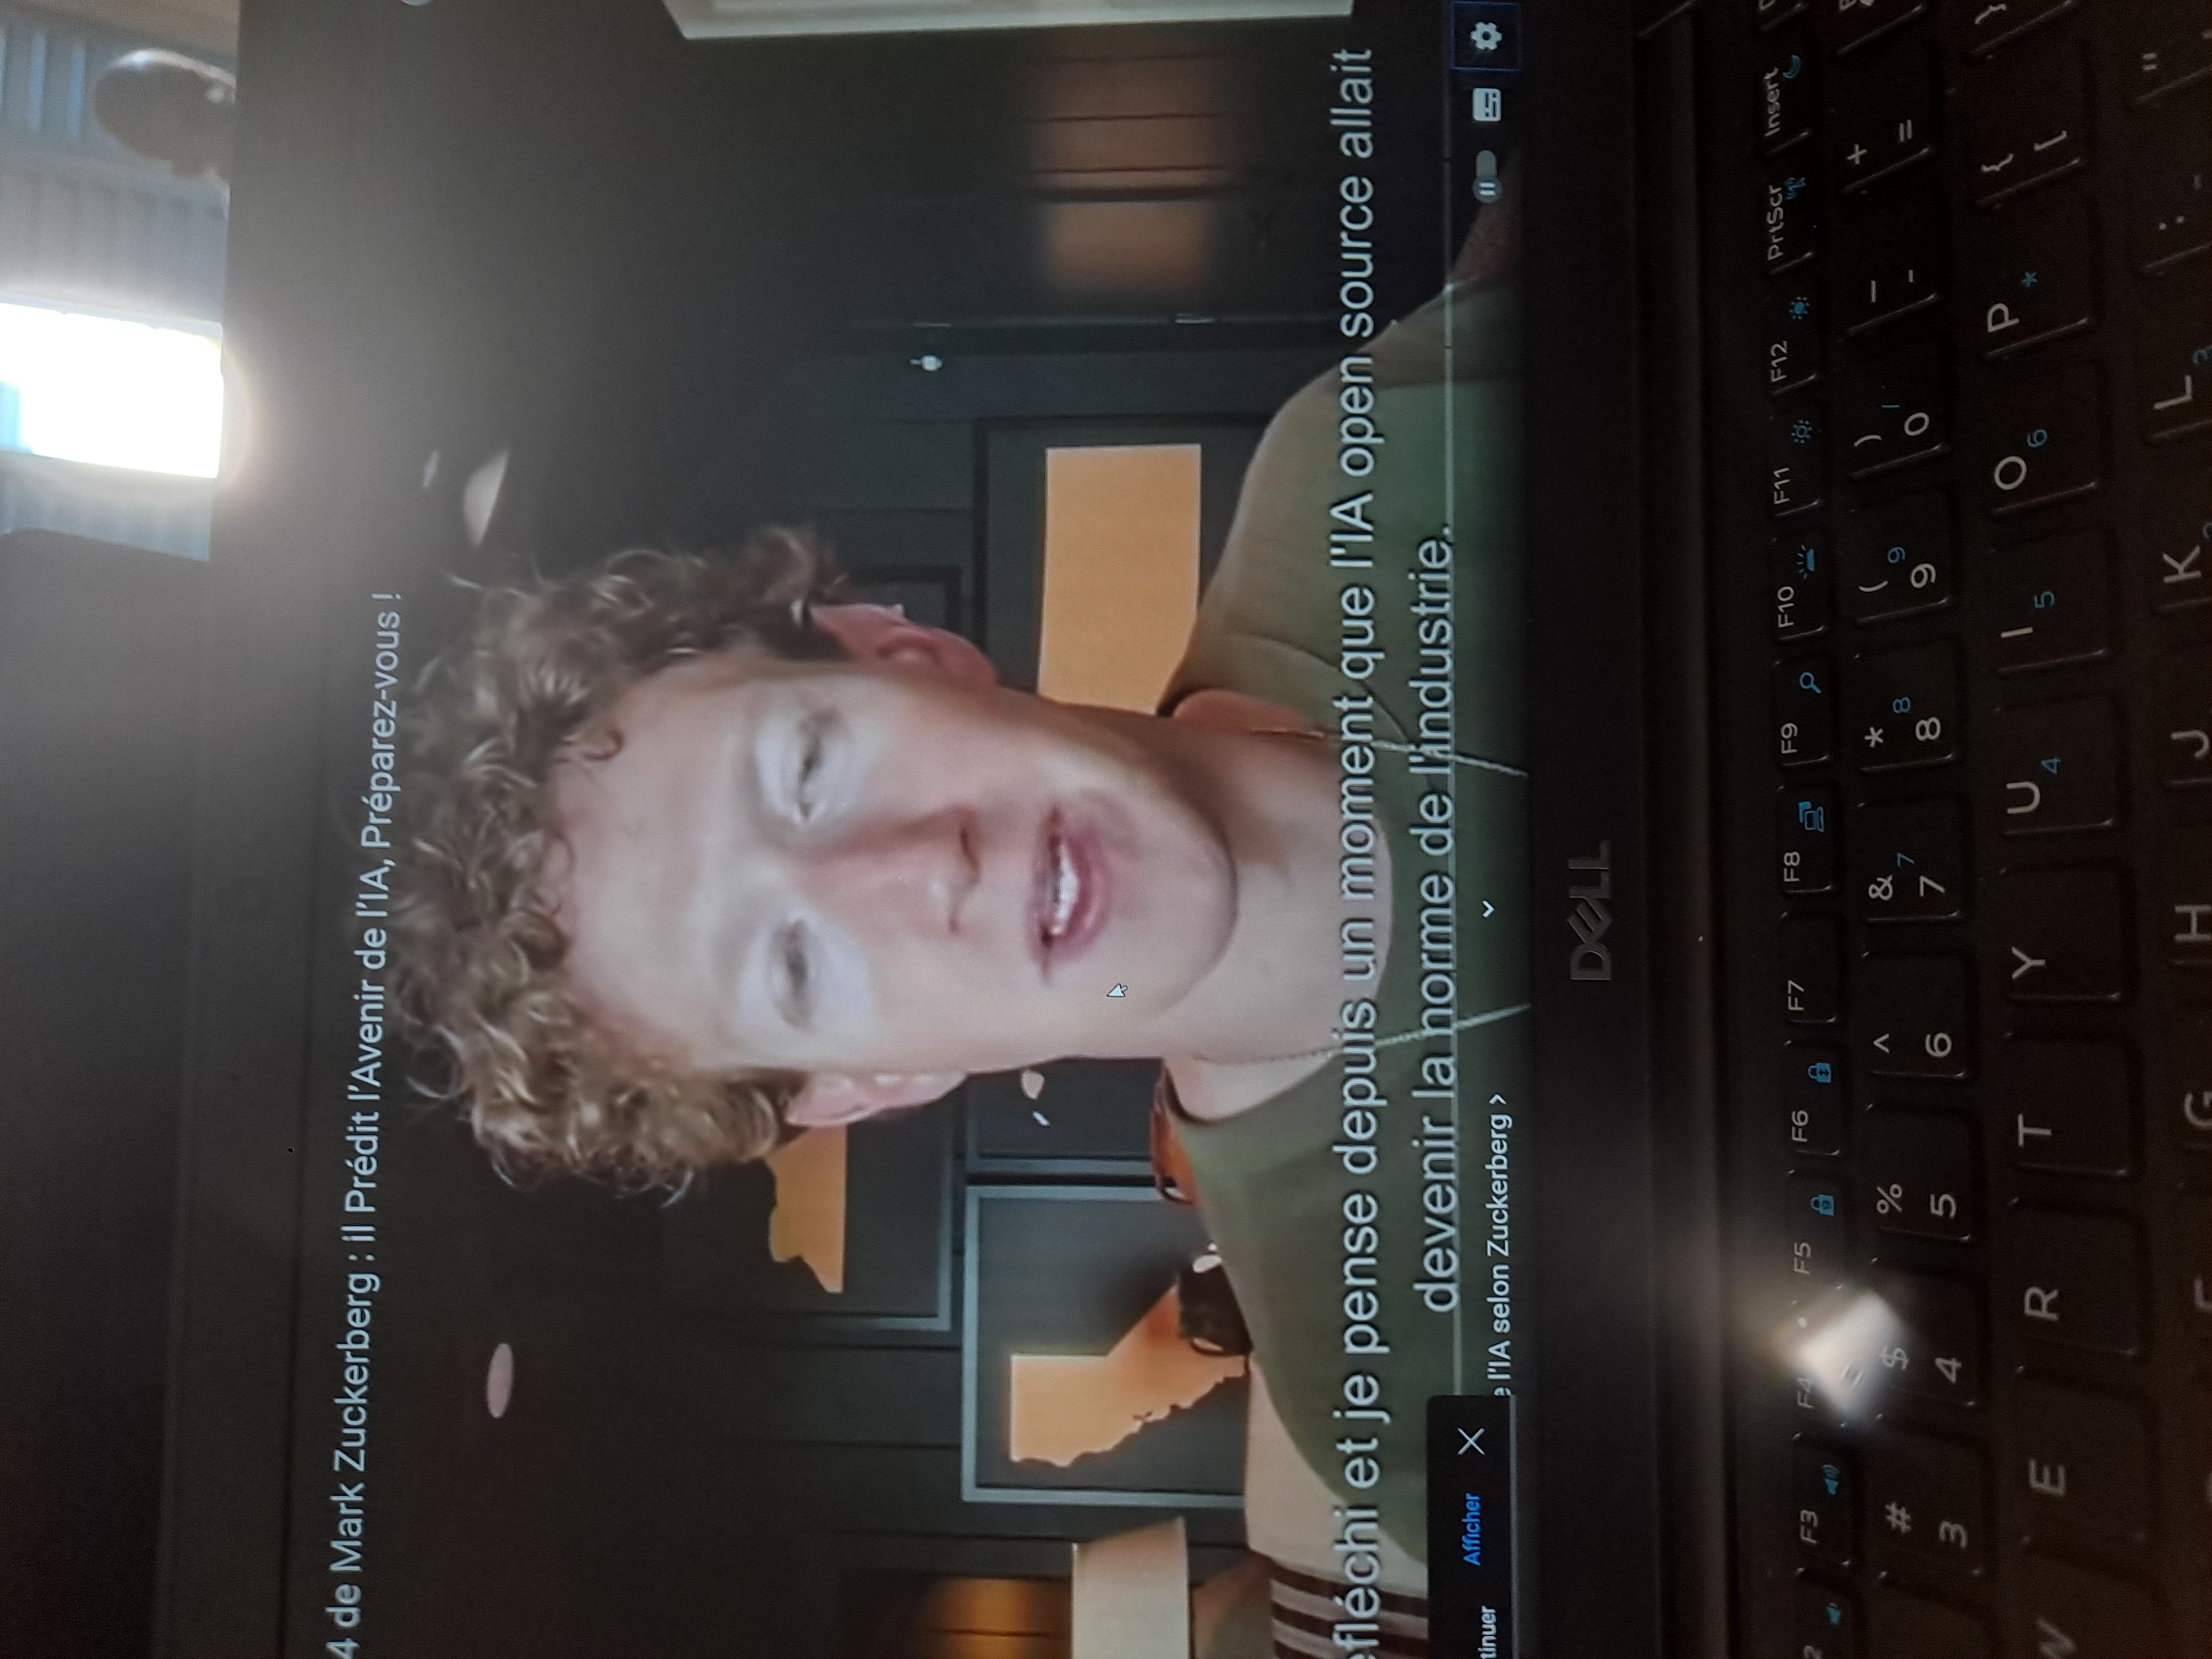 4 de Mark Zuckerberg : il Prédit l'Avenir de l'IA, Préparez-vous !
et je pense depuis un moment que l'IA open source allait
devenir la norme de l'industrie.
Afficher
l'IA selon Zuckerberg >
DELL
F3 F4 F5 F6 F7 F8 F9 F10 F11 F12 PrtScr Insert
# $ % ^ & * ( ) — +
3 4 5 6 7 7 8 8 9 9 0 / - =
W E R T Y U 4 I 5 O 6 P * { [ }
G H J K L : "